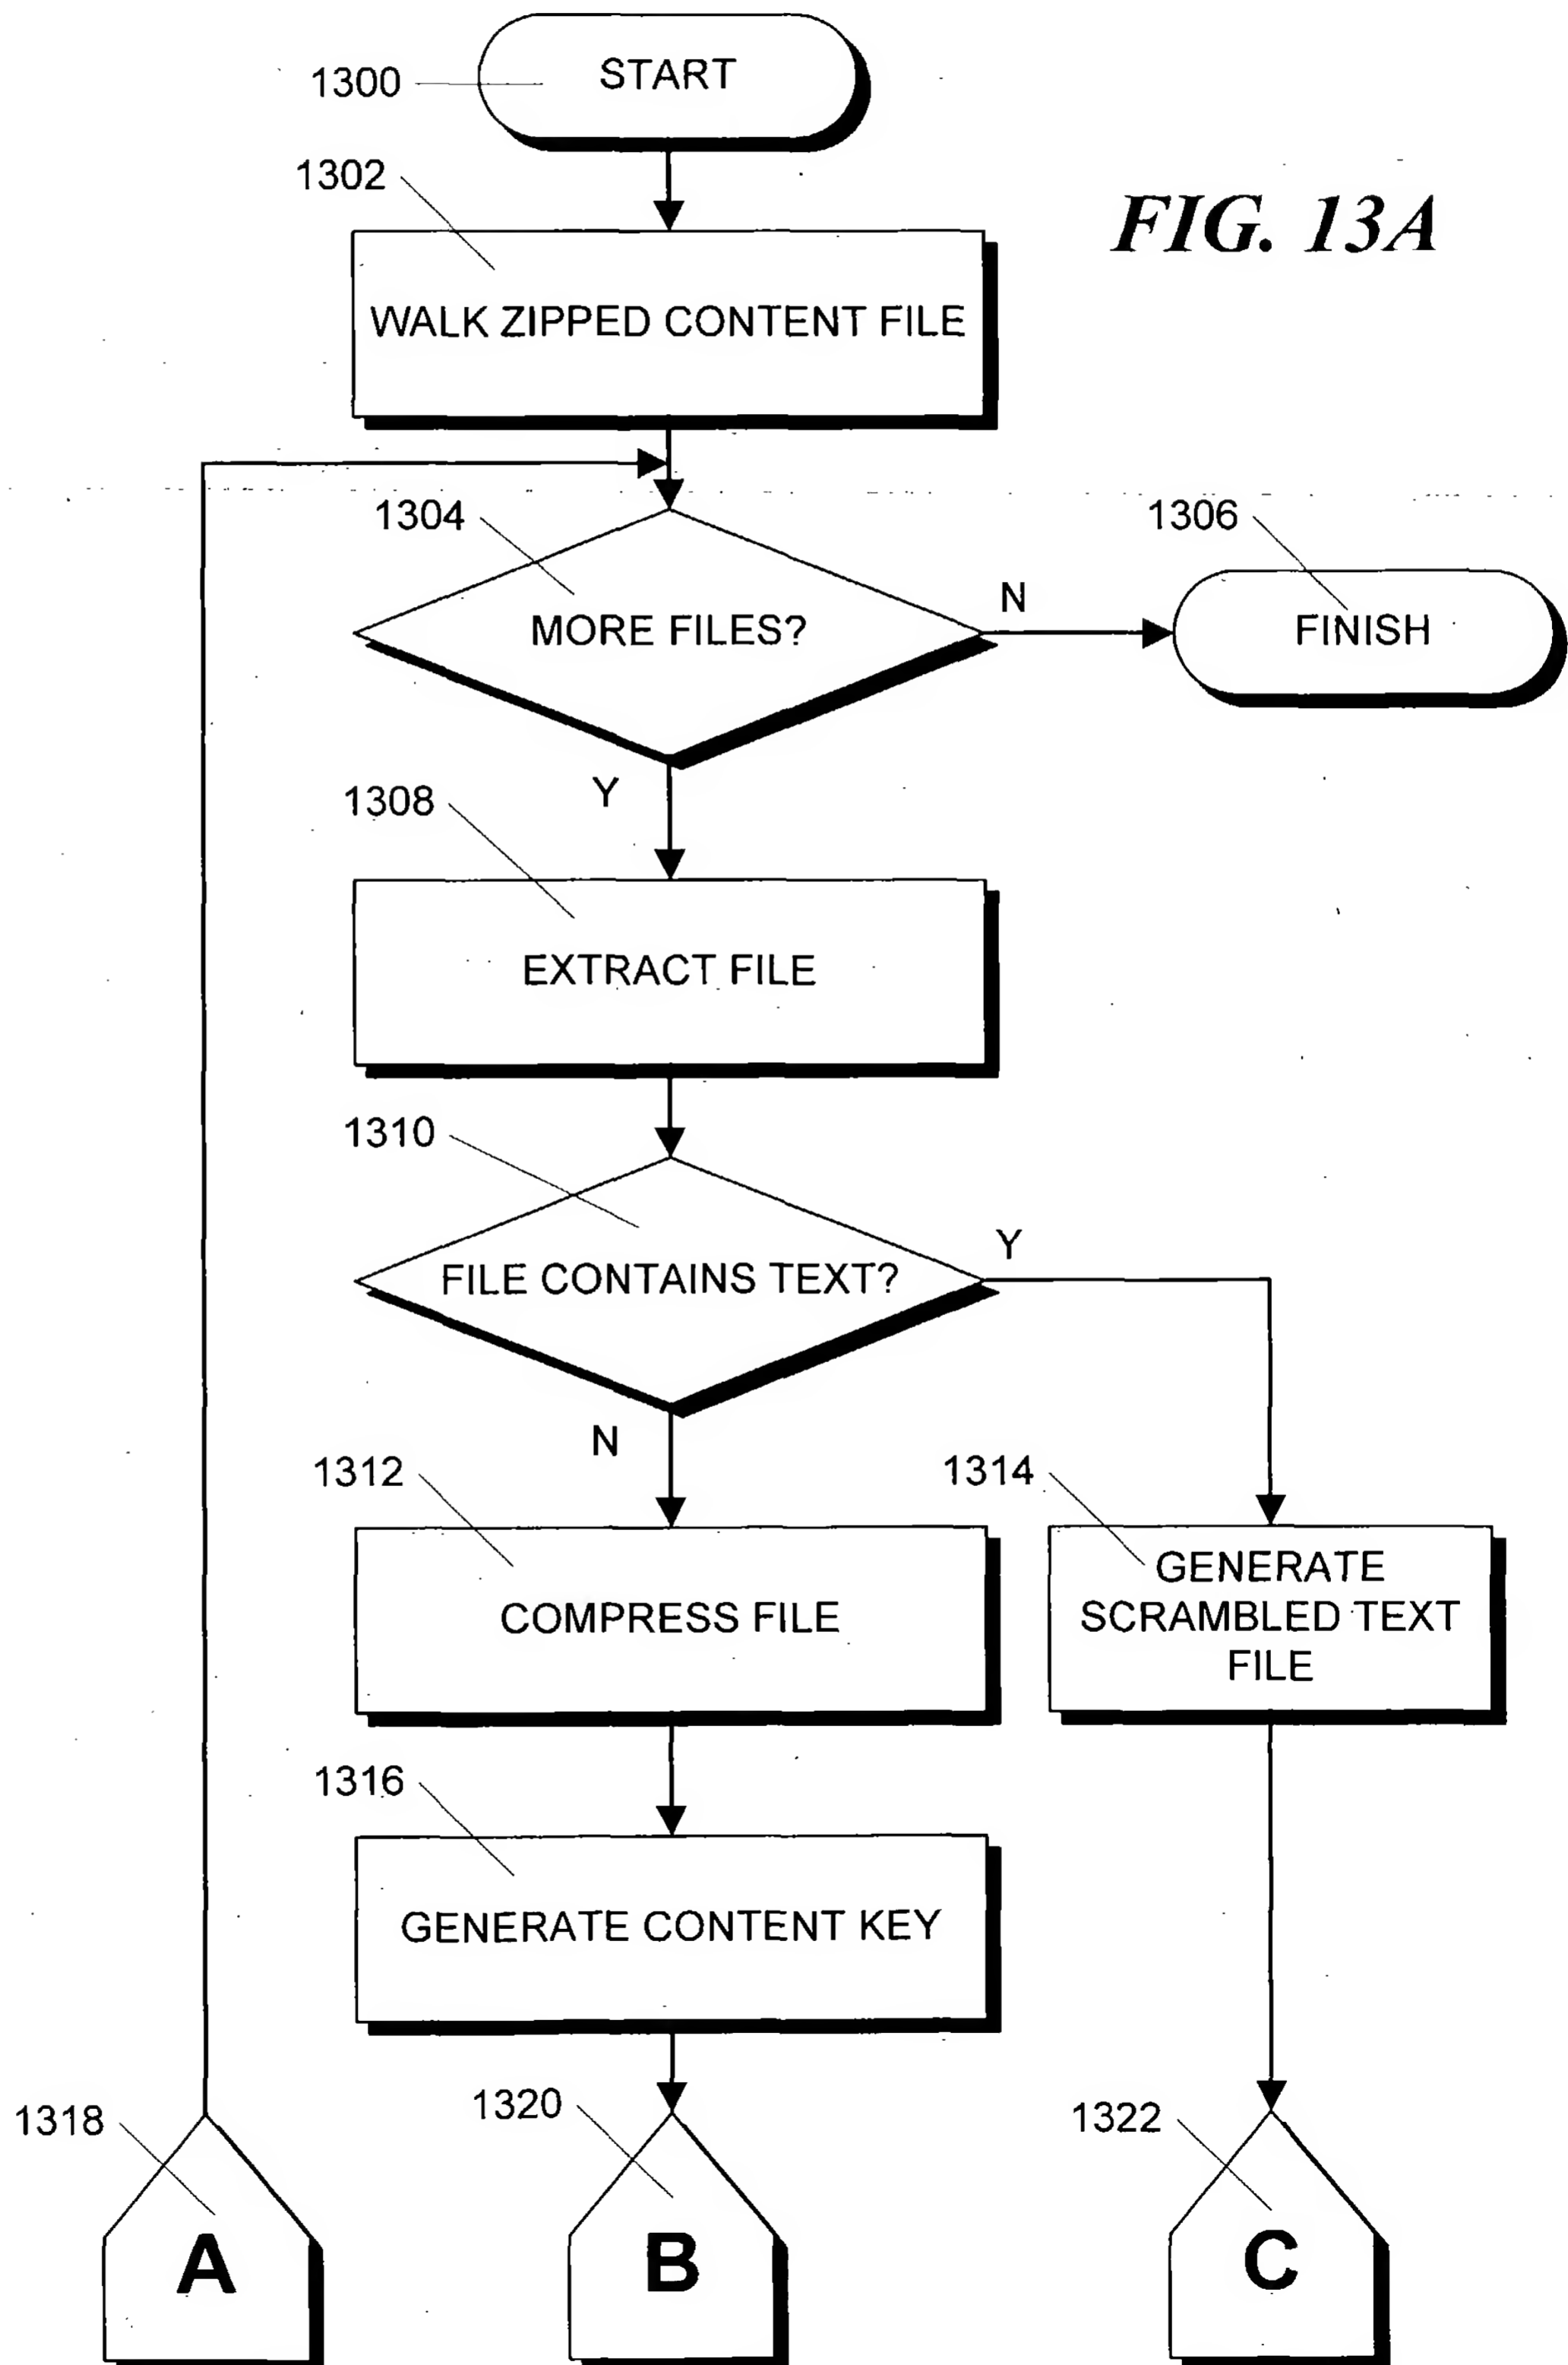 START
1300
1302
FIG. 13A
WALK ZIPPED CONTENT FILE
1304
1306
MORE FILES?
N
FINISH
Y
1308
EXTRACT FILE
1310
FILE CONTAINS TEXT?
Y
N
1312
1314
COMPRESS FILE
GENERATE
SCRAMBLED TEXT
FILE
1316
GENERATE CONTENT KEY
1318
1320
1322
A
B
C